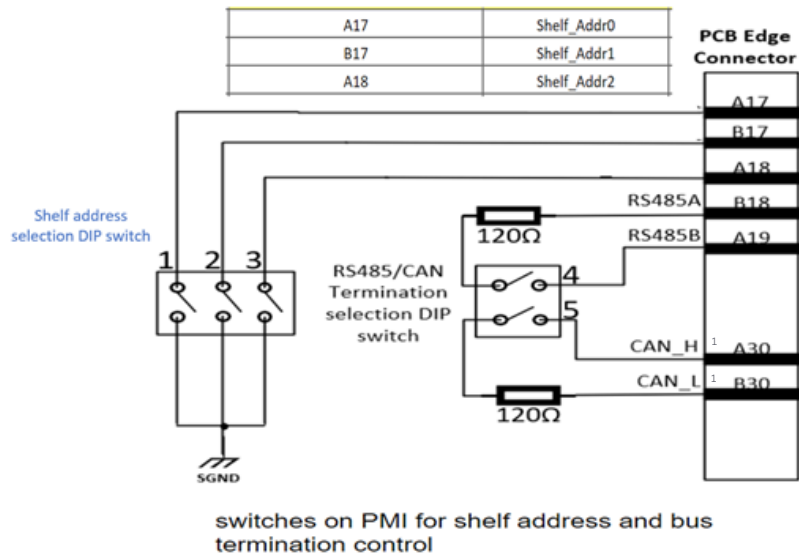 A17 Shelf_Addr0
B17 Shelf_Addr1
A18 Shelf_Addr2
PCB Edge
Connector
A17
B17
A18
RS485A B18
RS485B A19
120Ω
Shelf address
selection DIP switch
1 2 3
RS485/CAN
Termination
selection DIP
switch
4
5
CAN_H 1 A30
CAN_L 1 B30
120Ω
SGND
switches on PMI for shelf address and bus
termination control